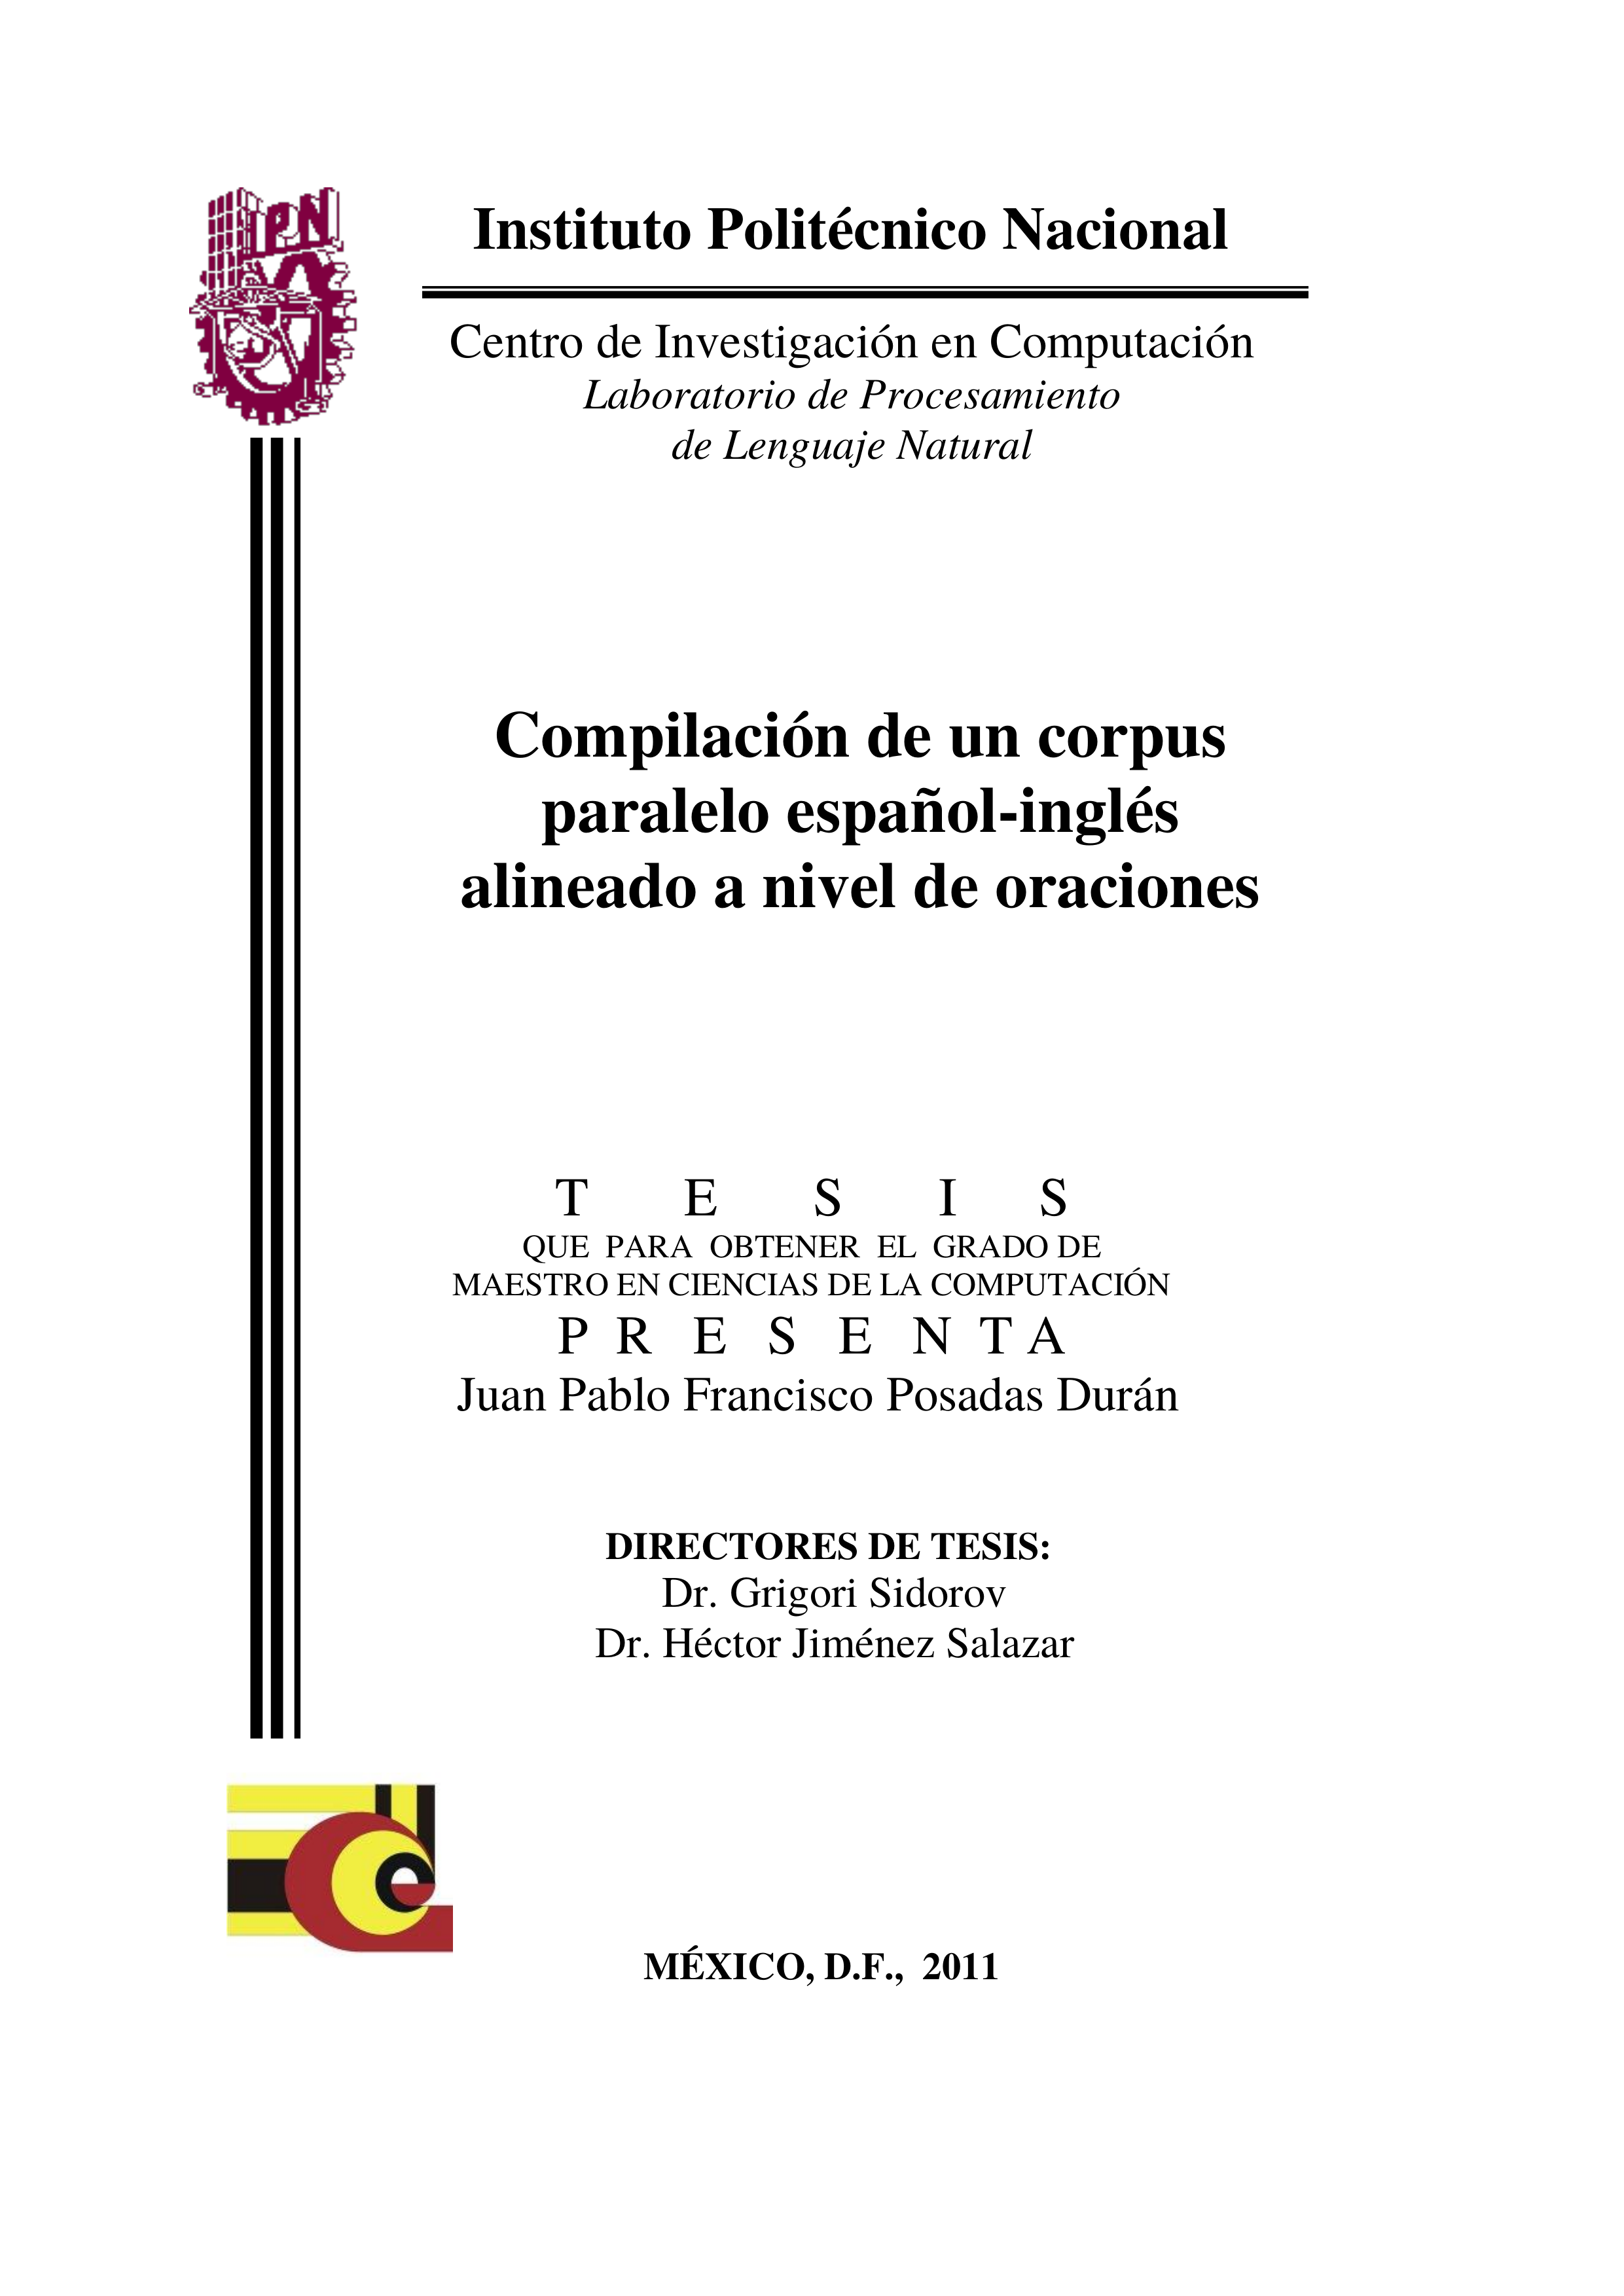 IPN
Instituto Politécnico Nacional
Centro de Investigación en Computación
Laboratorio de Procesamiento
de Lenguaje Natural
Compilación de un corpus
paralelo español-inglés
alineado a nivel de oraciones
T E S I S
QUE PARA OBTENER EL GRADO DE
MAESTRO EN CIENCIAS DE LA COMPUTACIÓN
P R E S E N T A
Juan Pablo Francisco Posadas Durán
DIRECTORES DE TESIS:
Dr. Grigori Sidorov
Dr. Héctor Jiménez Salazar
MÉXICO, D.F., 2011